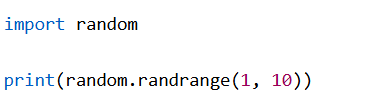 import random
print(random.randrange(1, 10))